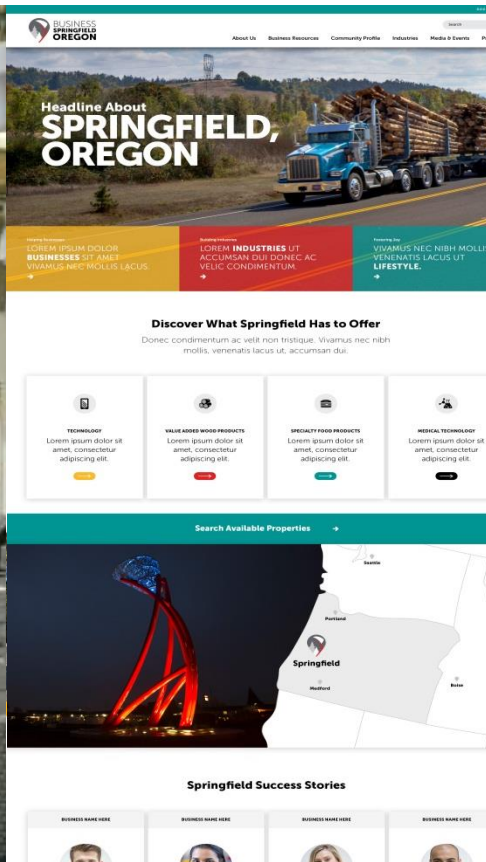 BUSINESS
SPRINGFIELD
OREGON
Search
About Us Business Resources Community Profile Industries Media & Events
Headline About
SPRINGFIELD,
OREGON
LOREM IPSUM DOLOR
BUSINESSES SIT AMET
VIVAMUS NEC MOLLIS LACUS.
LOREM INDUSTRIES UT
ACCUMSAN DUI DONEC AC
VELIC CONDIMENTUM.
VIVAMUS NEC NIBH MOLLI
VENENATIS LACUS UT
LIFESTYLE.
Discover What Springfield Has to Offer
Donec condimentum ac velit non tristique. Vivamus nec nibh
mollis, venenatis lacus ut, accumsan dui.
TECHNOLOGY
Lorem ipsum dolor sit
amet, consectetur
adipiscing elit.
VALUE ADDED WOOD PRODUCTS
Lorem ipsum dolor sit
amet, consectetur
adipiscing elit.
SPECIALTY FOOD PRODUCTS
Lorem ipsum dolor sit
amet, consectetur
adipiscing elit.
MEDICAL TECHNOLOGY
Lorem ipsum dolor sit
amet, consectetur
adipiscing elit.
Search Available Properties
Seattle
Portland
Springfield
Medford
Boise
Springfield Success Stories
BUSINESS NAME HERE
BUSINESS NAME HERE
BUSINESS NAME HERE
BUSINESS NAME HERE